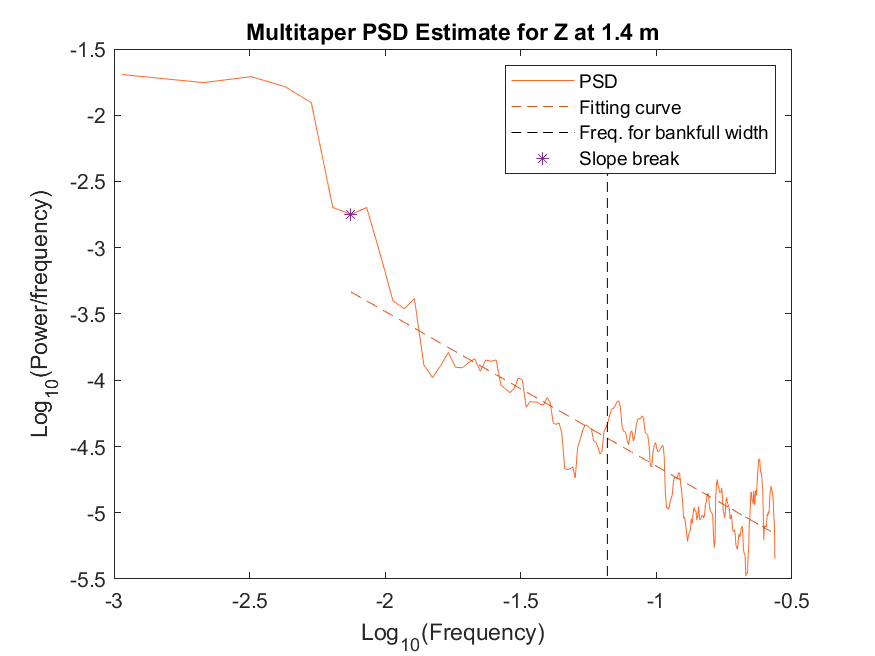 Multitaper PSD Estimate for Z at 1.4 m
-1.5
-2
-2.5
-3
-3.5
-4
-4.5
-5
-5.5
Log10(Power/frequency)
PSD
Fitting curve
Freq. for bankfull width
Slope break
-3
-2.5
-2
-1.5
-1
-0.5
Log10(Frequency)